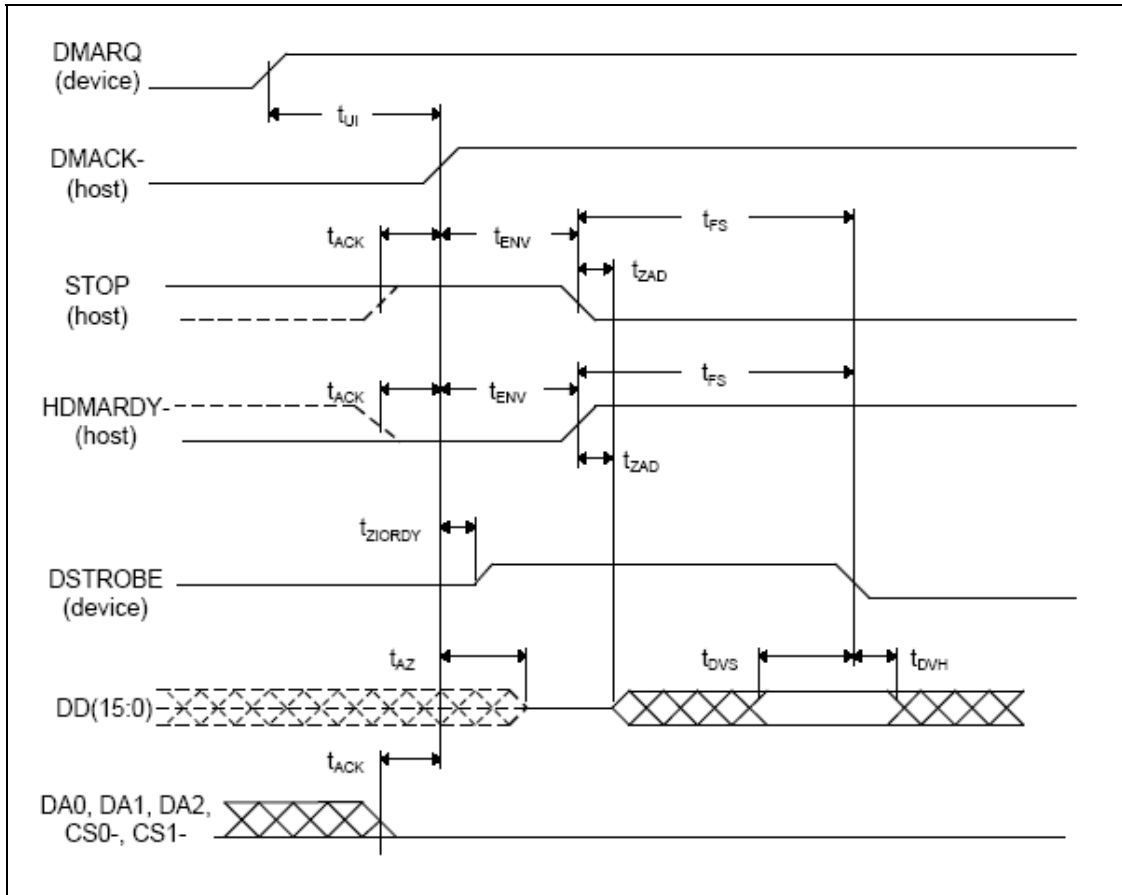 DMARQ
(device)
tUI
DMACK-
(host)
tFS
tACK
tENV
tZAD
STOP
(host)
tACK
tENV
tFS
HDMARDY-
(host)
tZAD
tZIORDY
DSTROBE
(device)
tAZ
tDVS
tDVH
DD(15:0)
tACK
DA0, DA1, DA2,
CS0-, CS1-